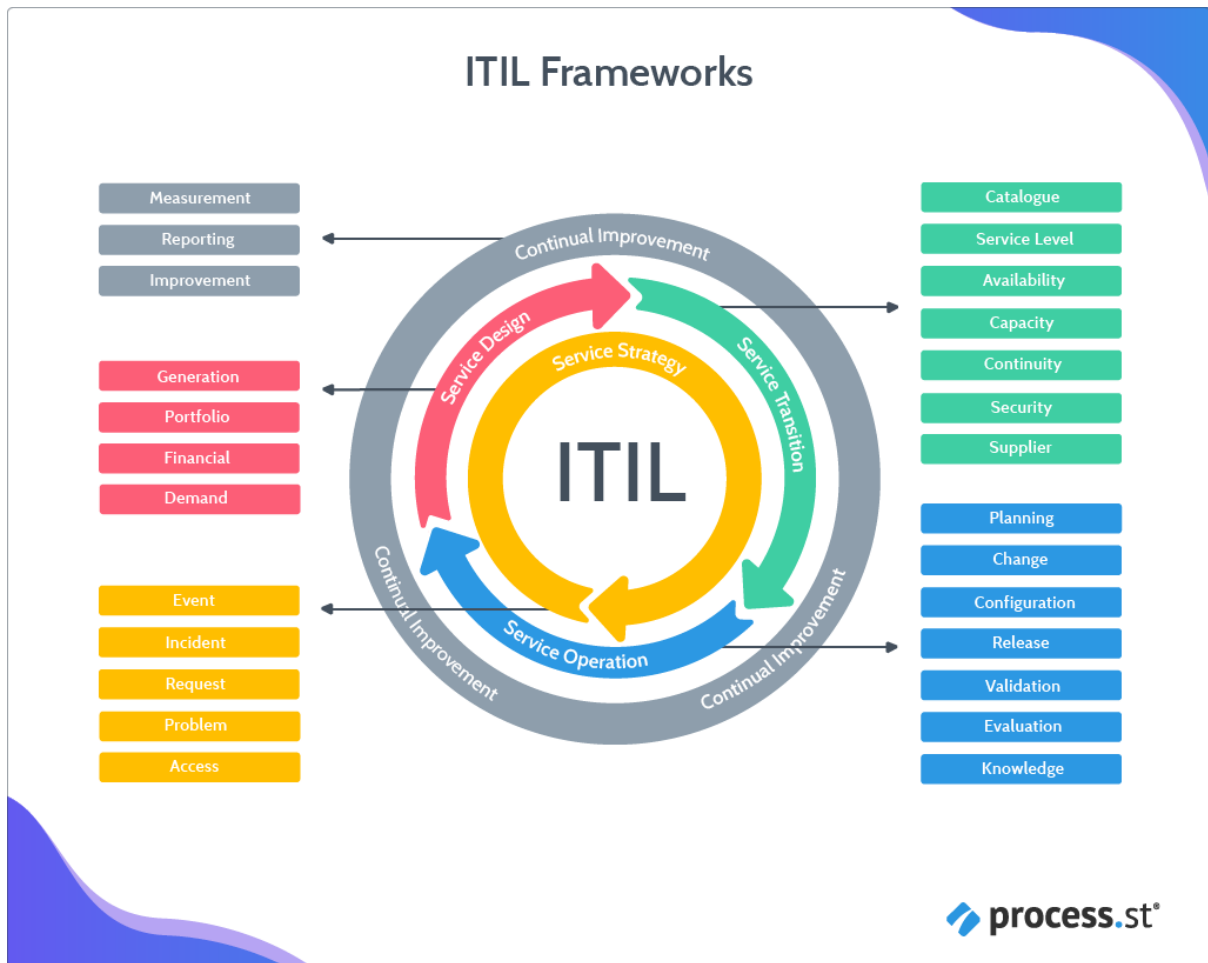 ITIL Frameworks
Measurement
Reporting
Improvement
Generation
Portfolio
Financial
Demand
Event
Incident
Request
Problem
Access
Continual Improvement
Service Design
Service Strategy
Service Transition
ITIL
Service Operation
Continual Improvement
Continual Improvement
Catalogue
Service Level
Availability
Capacity
Continuity
Security
Supplier
Planning
Change
Configuration
Release
Validation
Evaluation
Knowledge
process.st®